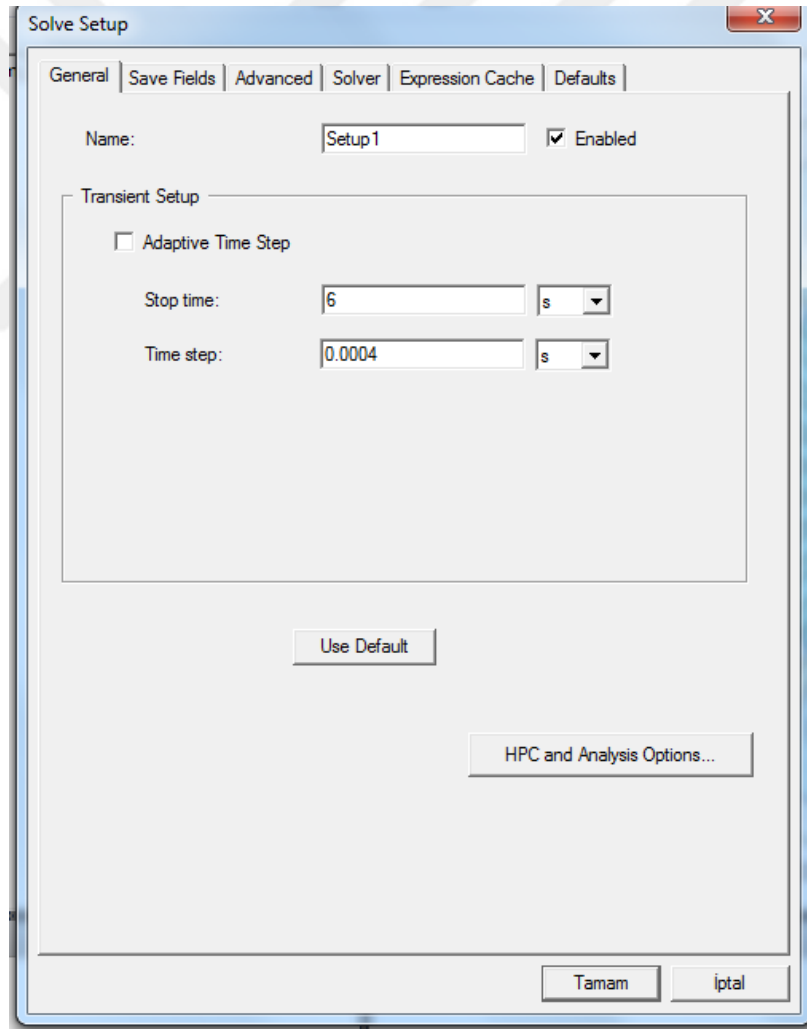 Solve Setup
General Save Fields Advanced Solver Expression Cache Defaults
Name: Setup1 Enabled
Transient Setup
Adaptive Time Step
Stop time: 6 s
Time step: 0.0004 s
Use Default
HPC and Analysis Options...
Tamam İptal